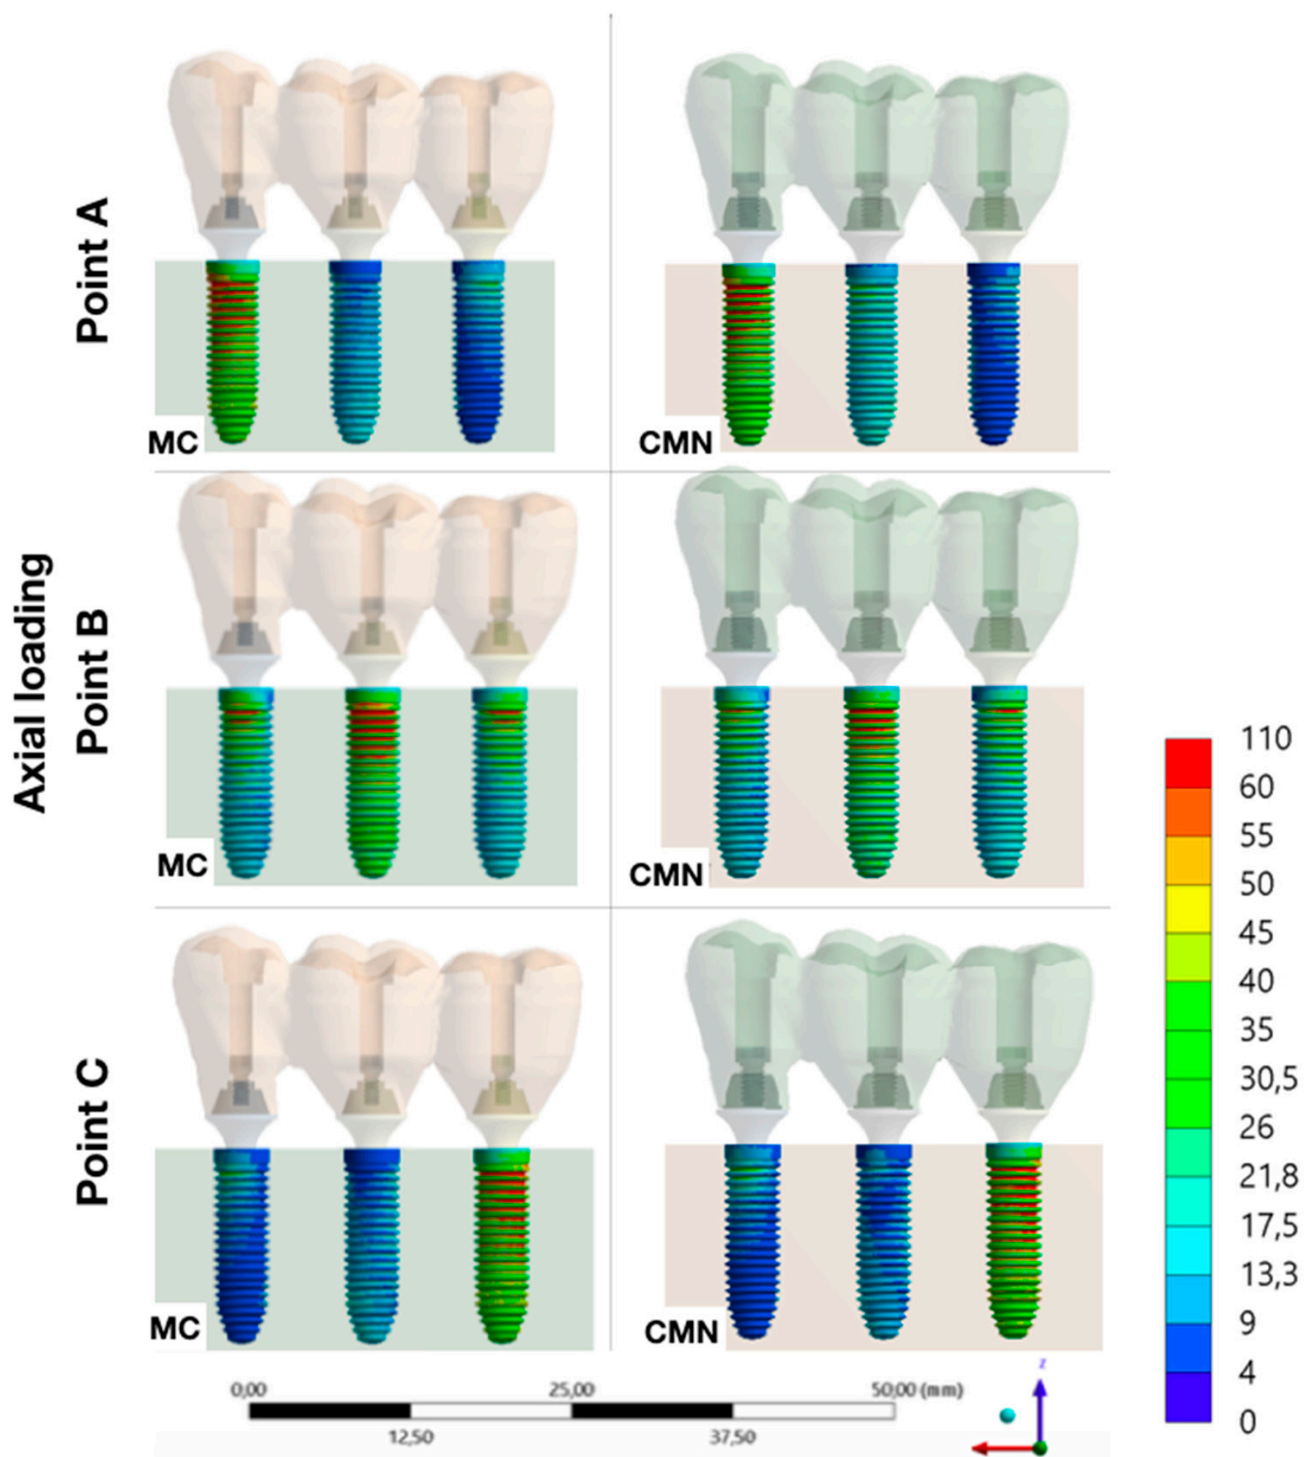 Axial loading
Point A
MC
CMN
Point B
MC
CMN
Point C
MC
CMN
110
60
55
50
45
40
35
30,5
26
21,8
17,5
13,3
9
4
0
0,00 25,00 50,00 (mm)
12,50 37,50
z